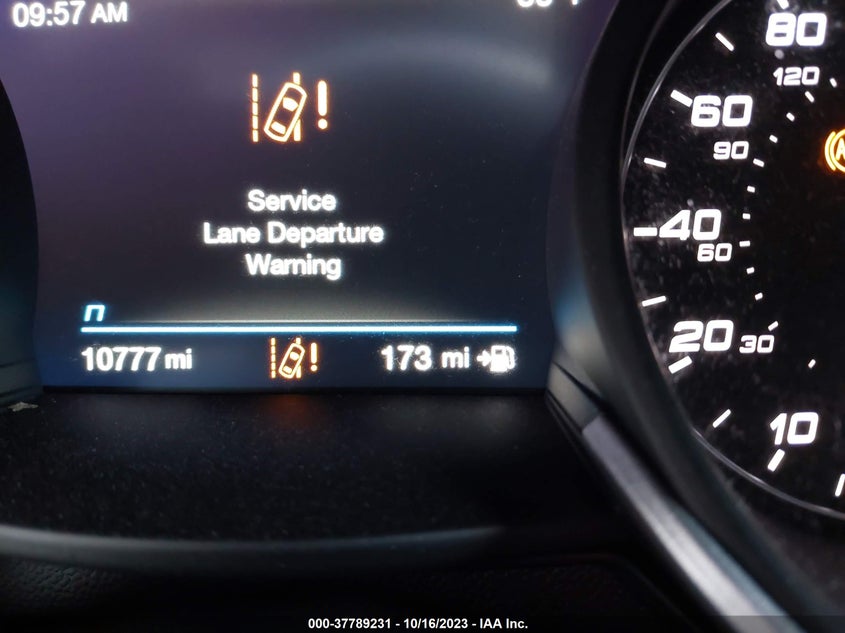 09:57 AM
Service
Lane Departure
Warning
n
10777 mi
173 mi
80
120
60
90
40
60
20
30
10
000-37789231 - 10/16/2023 - IAA Inc.